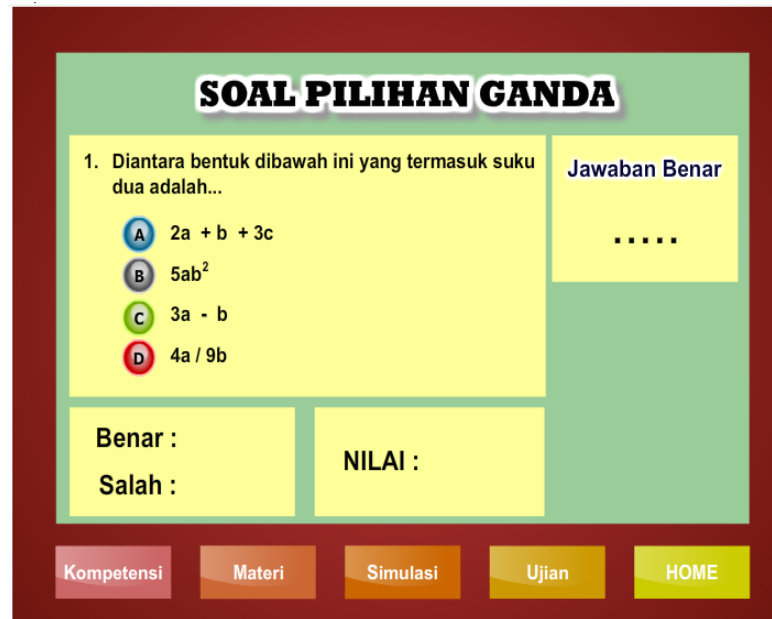 SOAL PILIHAN GANDA
1. Diantara bentuk dibawah ini yang termasuk suku
dua adalah...
A 2a + b + 3c
B 5ab²
C 3a - b
D 4a / 9b
Jawaban Benar
.....
Benar :
Salah :
NILAI :
Kompetensi
Materi
Simulasi
Ujian
HOME